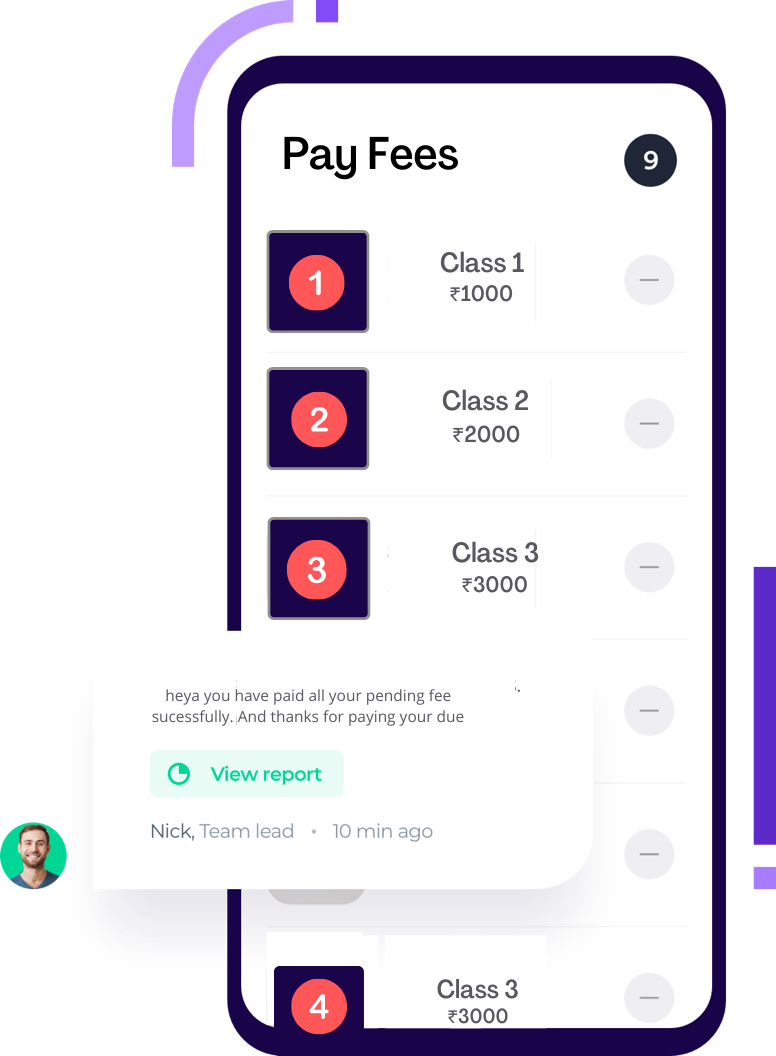 Pay Fees
9
1
Class 1
₹1000
2
Class 2
₹2000
3
Class 3
₹3000
heya you have paid all your pending fee
sucessfully. And thanks for paying your due
View report
Nick, Team lead • 10 min ago
4
Class 3
₹3000